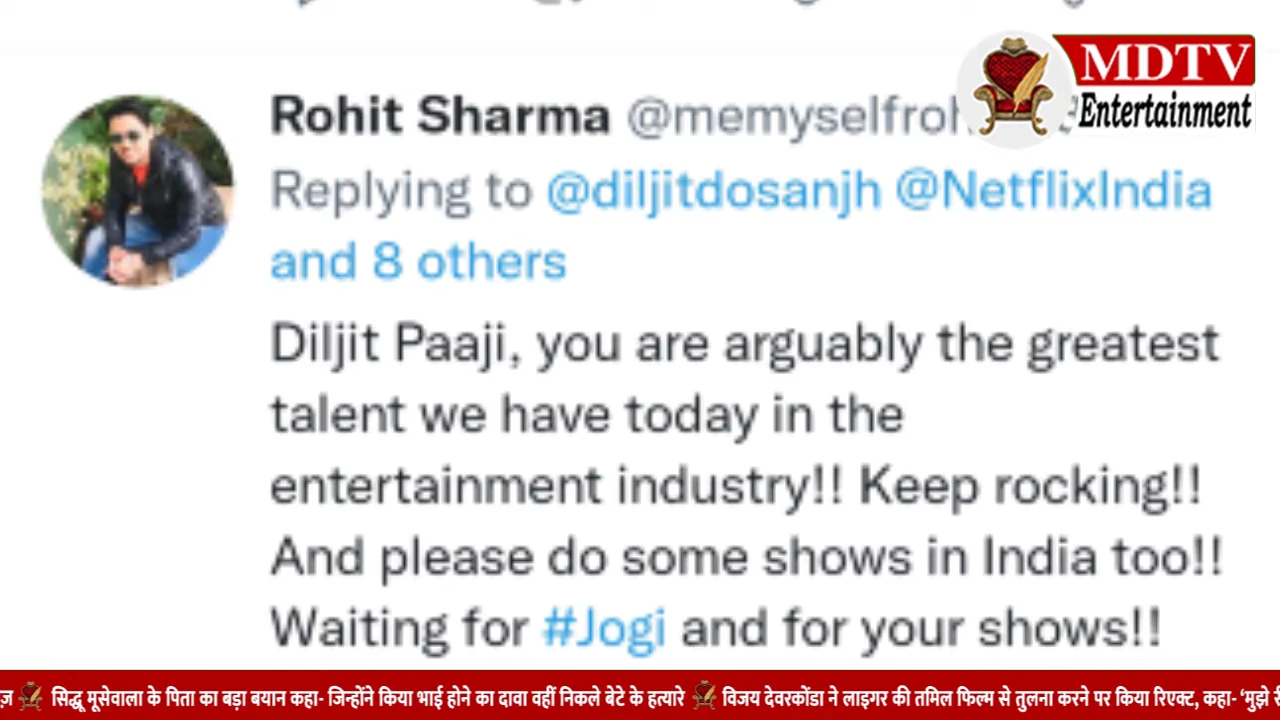 MDTV
Entertainment
Rohit Sharma @memyselfroh
Replying to @diljitdosanjh @NetflixIndia
and 8 others
Diljit Paaji, you are arguably the greatest
talent we have today in the
entertainment industry!! Keep rocking!!
And please do some shows in India too!!
Waiting for #Jogi and for your shows!!
सिद्धू मूसेवाला के पिता का बड़ा बयान कहा- जिन्होंने किया भाई होने का दावा वहीं निकले बेटे के हत्यारे विजय देवरकोंडा ने लाइगर की तमिल फिल्म से तुलना करने पर किया रिएक्ट, कहा- ‘मुझे